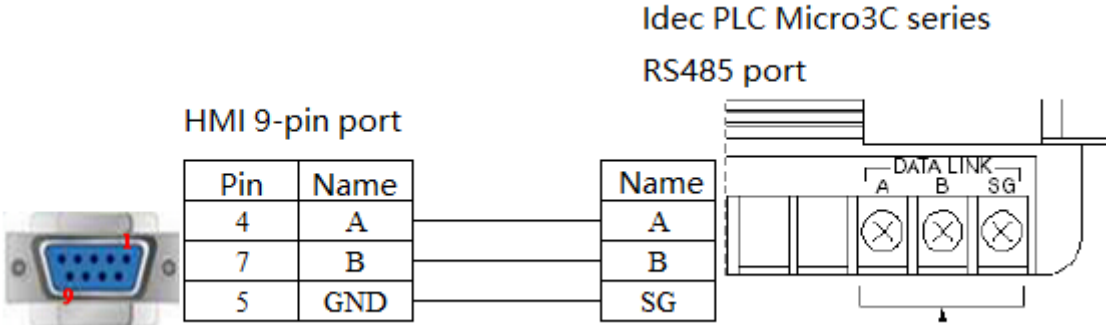 Idec PLC Micro3C series
RS485 port
HMI 9-pin port
Pin Name
4 A
7 B
5 GND
Name
A
B
SG
DATA LINK
A B SG
1
9